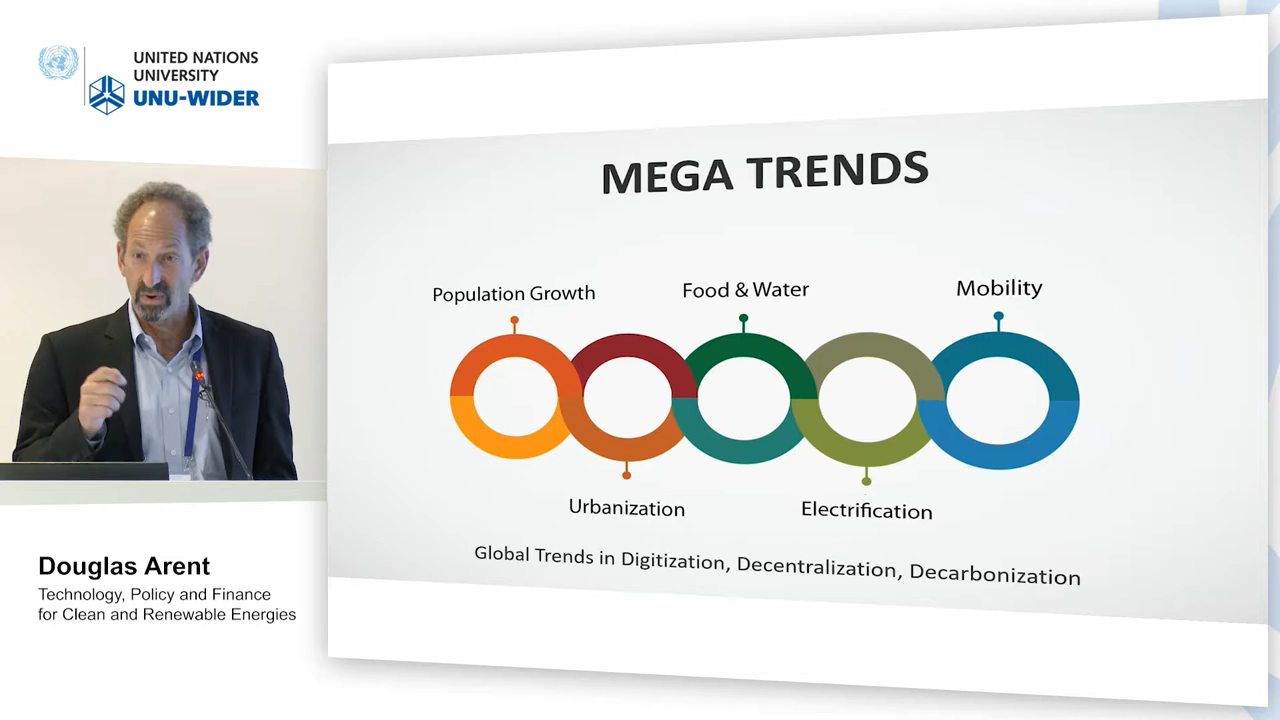 UNITED NATIONS
UNIVERSITY
UNU-WIDER
MEGA TRENDS
Population Growth
Food & Water
Mobility
Urbanization
Electrification
Global Trends in Digitization, Decentralization, Decarbonization
Douglas Arent
Technology, Policy and Finance
for Clean and Renewable Energies